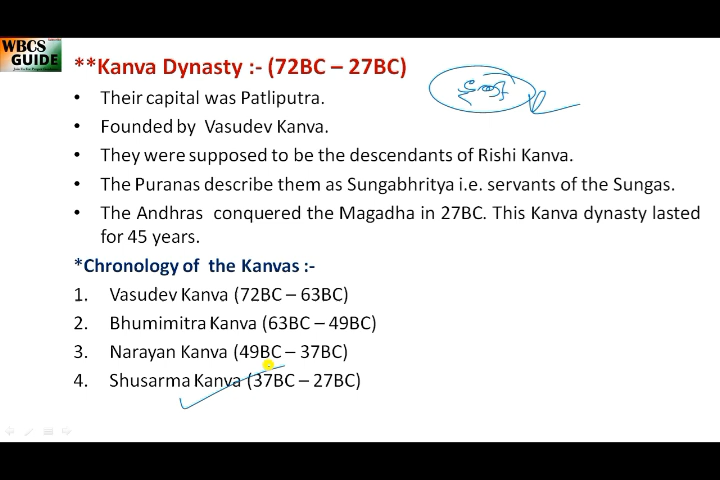 WBCS
GUIDE
**Kanva Dynasty :- (72BC – 27BC)
• Their capital was Patliputra.
• Founded by Vasudev Kanva.
• They were supposed to be the descendants of Rishi Kanva.
• The Puranas describe them as Sungabhritya i.e. servants of the Sungas.
• The Andhras conquered the Magadha in 27BC. This Kanva dynasty lasted
for 45 years.
*Chronology of the Kanvas :-
1. Vasudev Kanva (72BC – 63BC)
2. Bhumimitra Kanva (63BC – 49BC)
3. Narayan Kanva (49BC – 37BC)
4. Shusarma Kanva (37BC – 27BC)